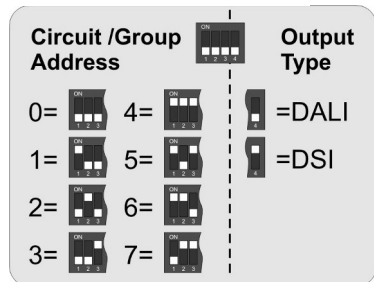 Circuit /Group Address
ON
1 2 3 4
Output Type
0= ON 1 2 3
4= ON 1 2 3
=DALI
4
1= ON 1 2 3
5= ON 1 2 3
=DSI
4
2= ON 1 2 3
6= ON 1 2 3
3= ON 1 2 3
7= ON 1 2 3